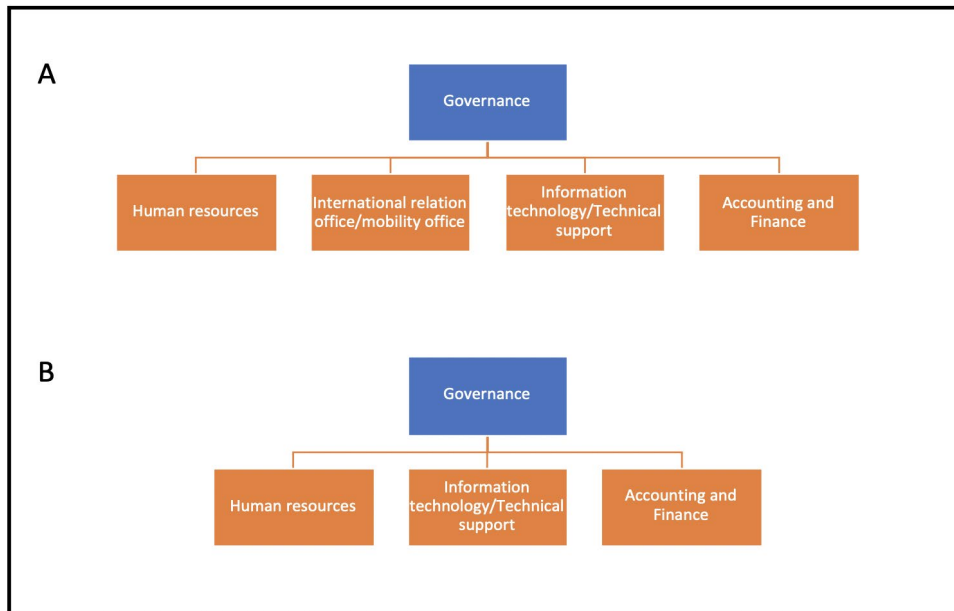 A
Governance
Human resources
International relation
office/mobility office
Information
technology/Technical
support
Accounting and
Finance
B
Governance
Human resources
Information
technology/Technical
support
Accounting and
Finance